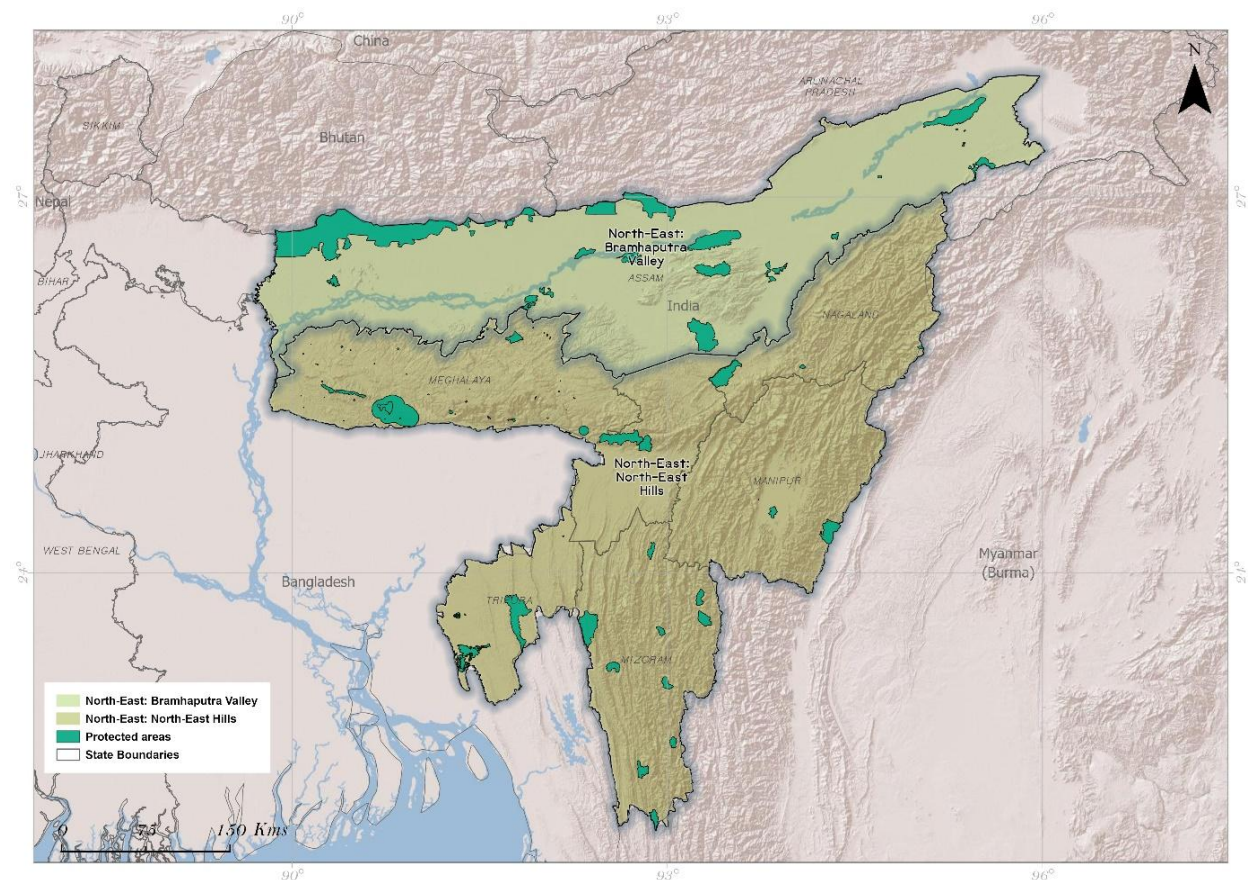 90°
93°
96°
China
N
ARUNACHAL
PRADESH
SIKKIM
Bhutan
27°
Nepal
27°
North-East:
Bramhaputra
Valley
ASSAM
BIHAR
India
NAGALAND
MEGHALAYA
JHARKHAND
North-East:
North-East
Hills
MANIPUR
WEST BENGAL
Myanmar
(Burma)
24°
Bangladesh
24°
TRIPURA
MIZORAM
North-East: Bramhaputra Valley
North-East: North-East Hills
Protected areas
State Boundaries
0 75 150 Kms
90°
93°
96°